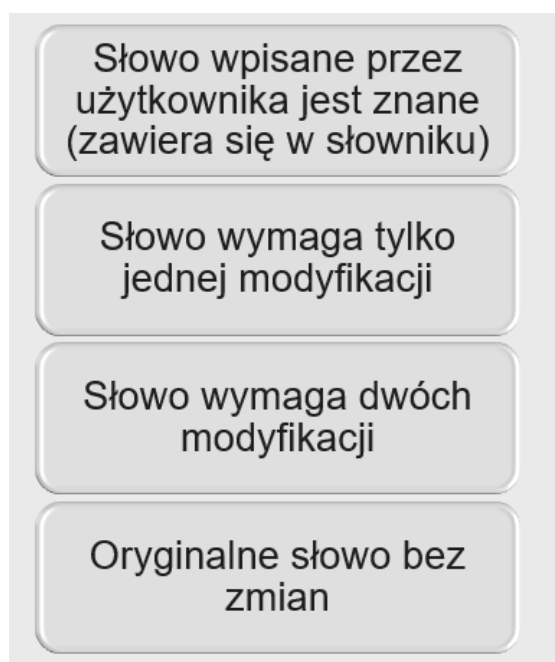 Słowo wpisane przez
użytkownika jest znane
(zawiera się w słowniku)
Słowo wymaga tylko
jednej modyfikacji
Słowo wymaga dwóch
modyfikacji
Oryginalne słowo bez
zmian